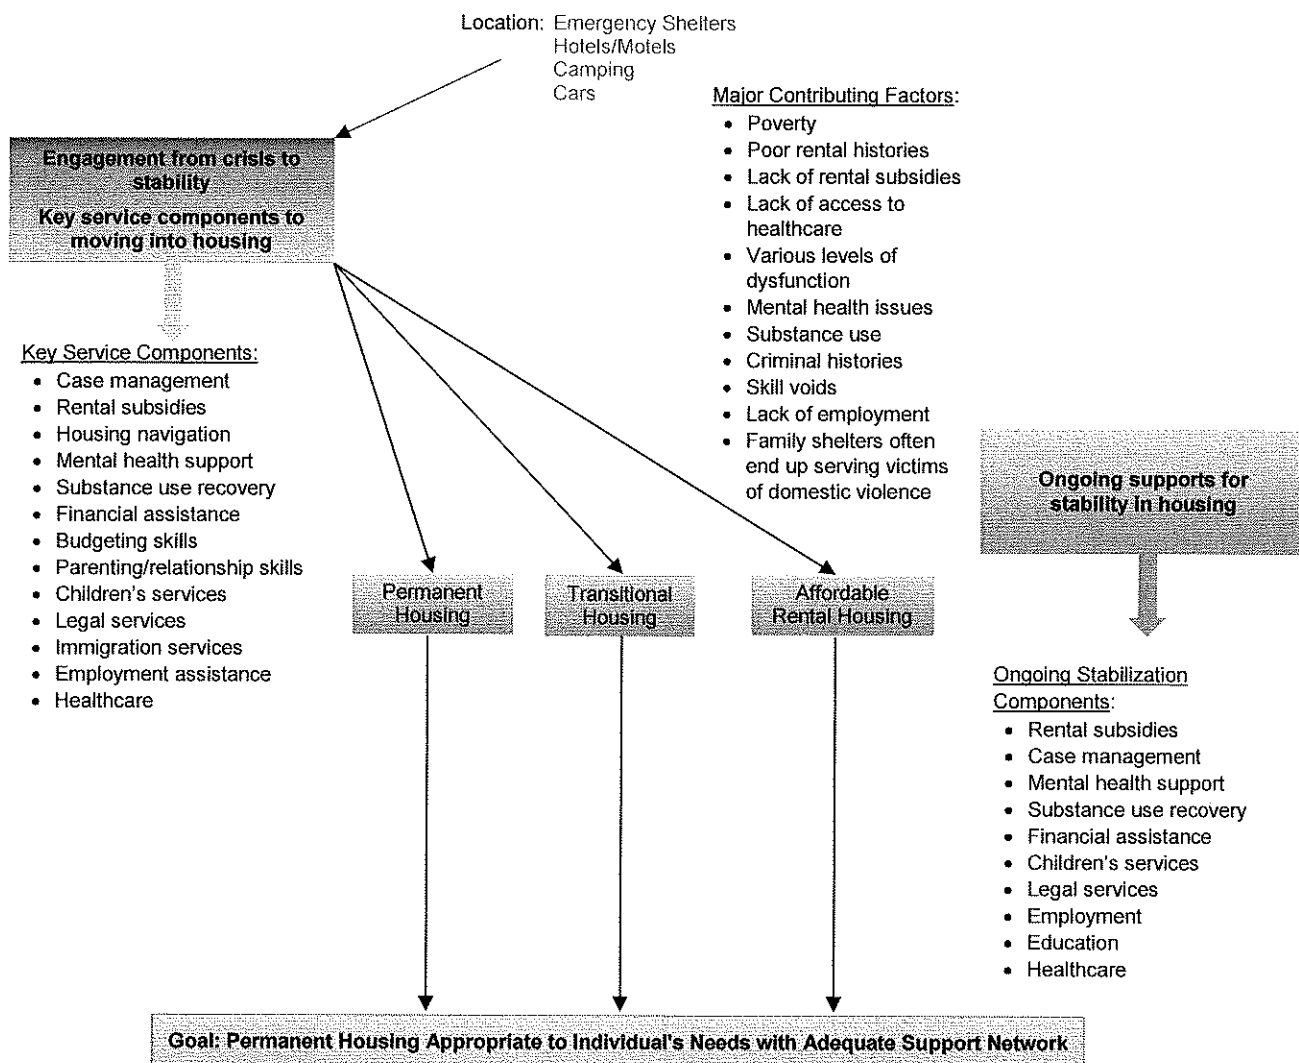 Location: Emergency Shelters
Hotels/Motels
Camping
Cars
Major Contributing Factors:
• Poverty
• Poor rental histories
• Lack of rental subsidies
• Lack of access to
healthcare
• Various levels of
dysfunction
• Mental health issues
• Substance use
• Criminal histories
• Skill voids
• Lack of employment
• Family shelters often
end up serving victims
of domestic violence
Engagement from crisis to
stability
Key service components to
moving into housing
Key Service Components:
• Case management
• Rental subsidies
• Housing navigation
• Mental health support
• Substance use recovery
• Financial assistance
• Budgeting skills
• Parenting/relationship skills
• Children's services
• Legal services
• Immigration services
• Employment assistance
• Healthcare
Permanent
Housing
Transitional
Housing
Affordable
Rental Housing
Ongoing supports for
stability in housing
Ongoing Stabilization
Components:
• Rental subsidies
• Case management
• Mental health support
• Substance use recovery
• Financial assistance
• Children's services
• Legal services
• Employment
• Education
• Healthcare
Goal: Permanent Housing Appropriate to Individual's Needs with Adequate Support Network